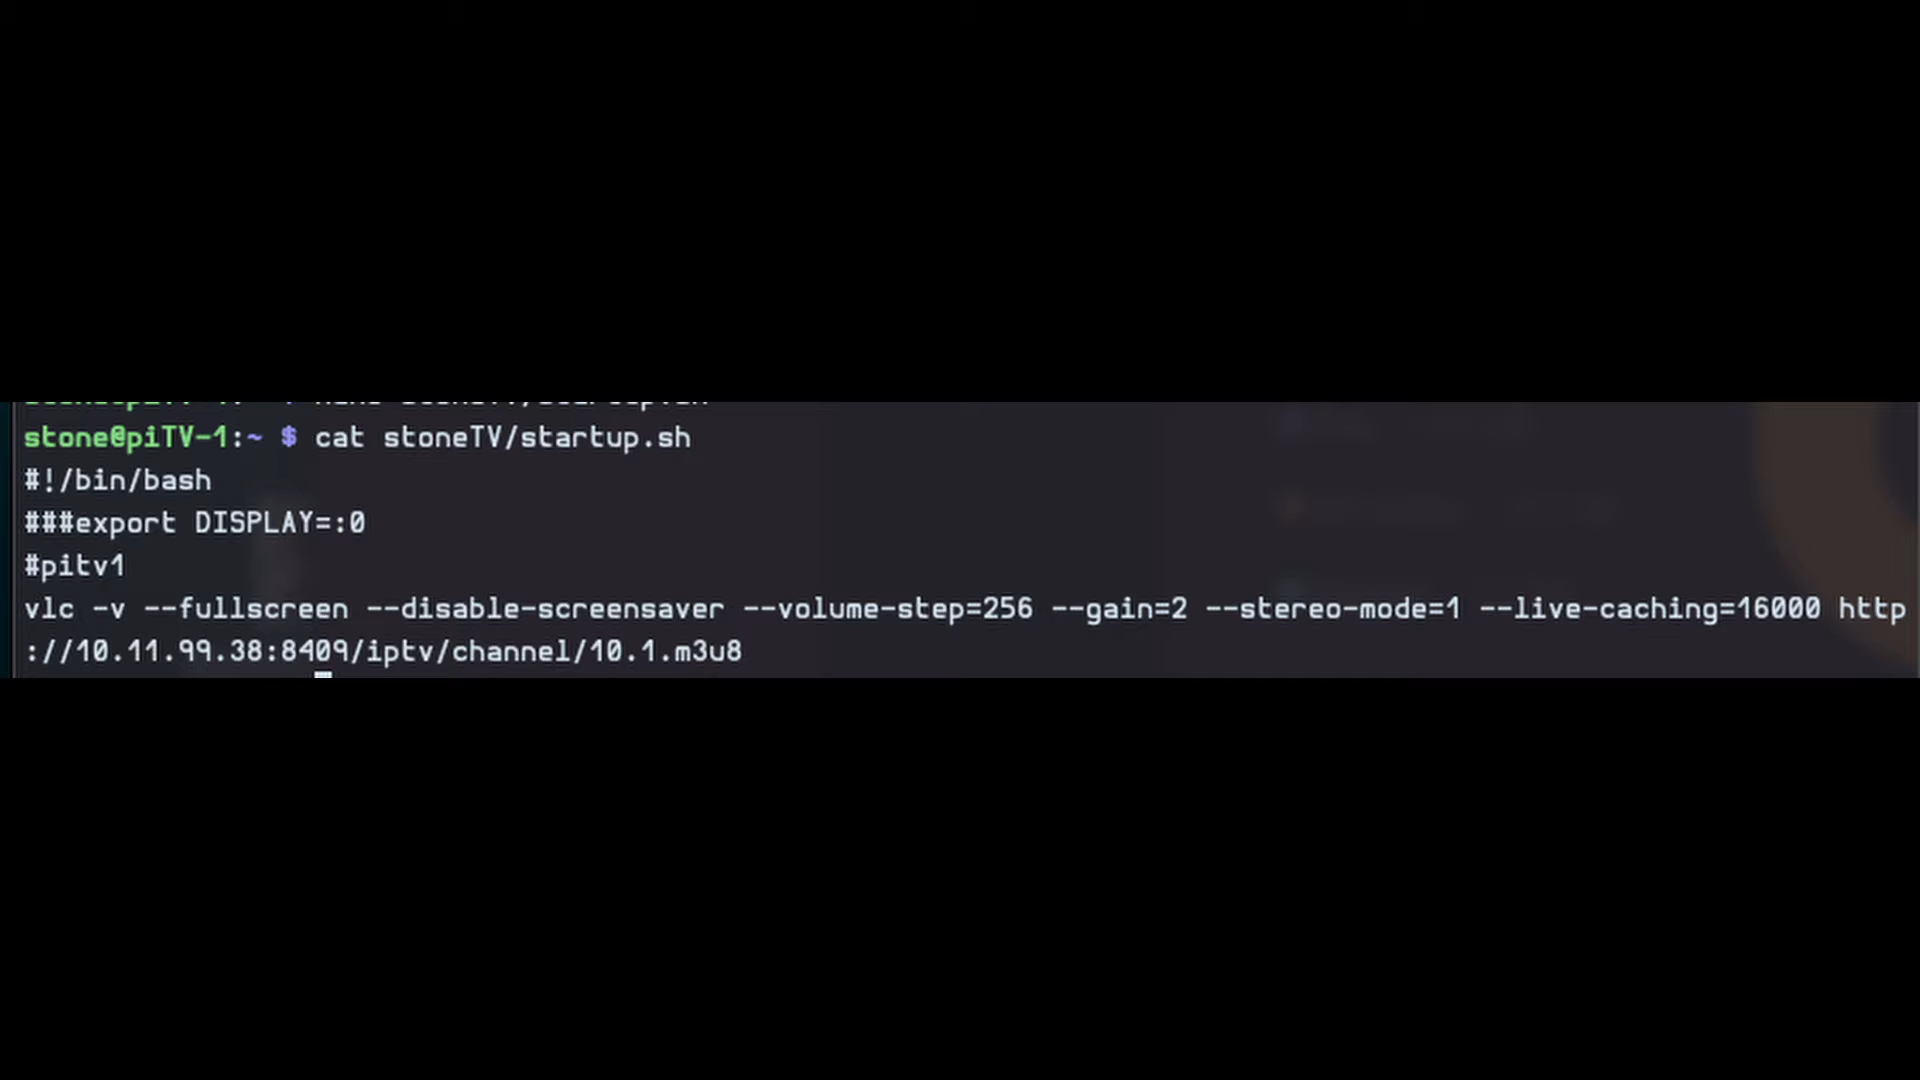 stone@piTV-1:~ $ cat stoneTV/startup.sh
#!/bin/bash
###export DISPLAY=:0
#pitv1
vlc -v --fullscreen --disable-screensaver --volume-step=256 --gain=2 --stereo-mode=1 --live-caching=16000 http
://10.11.99.38:8409/iptv/channel/10.1.m3u8